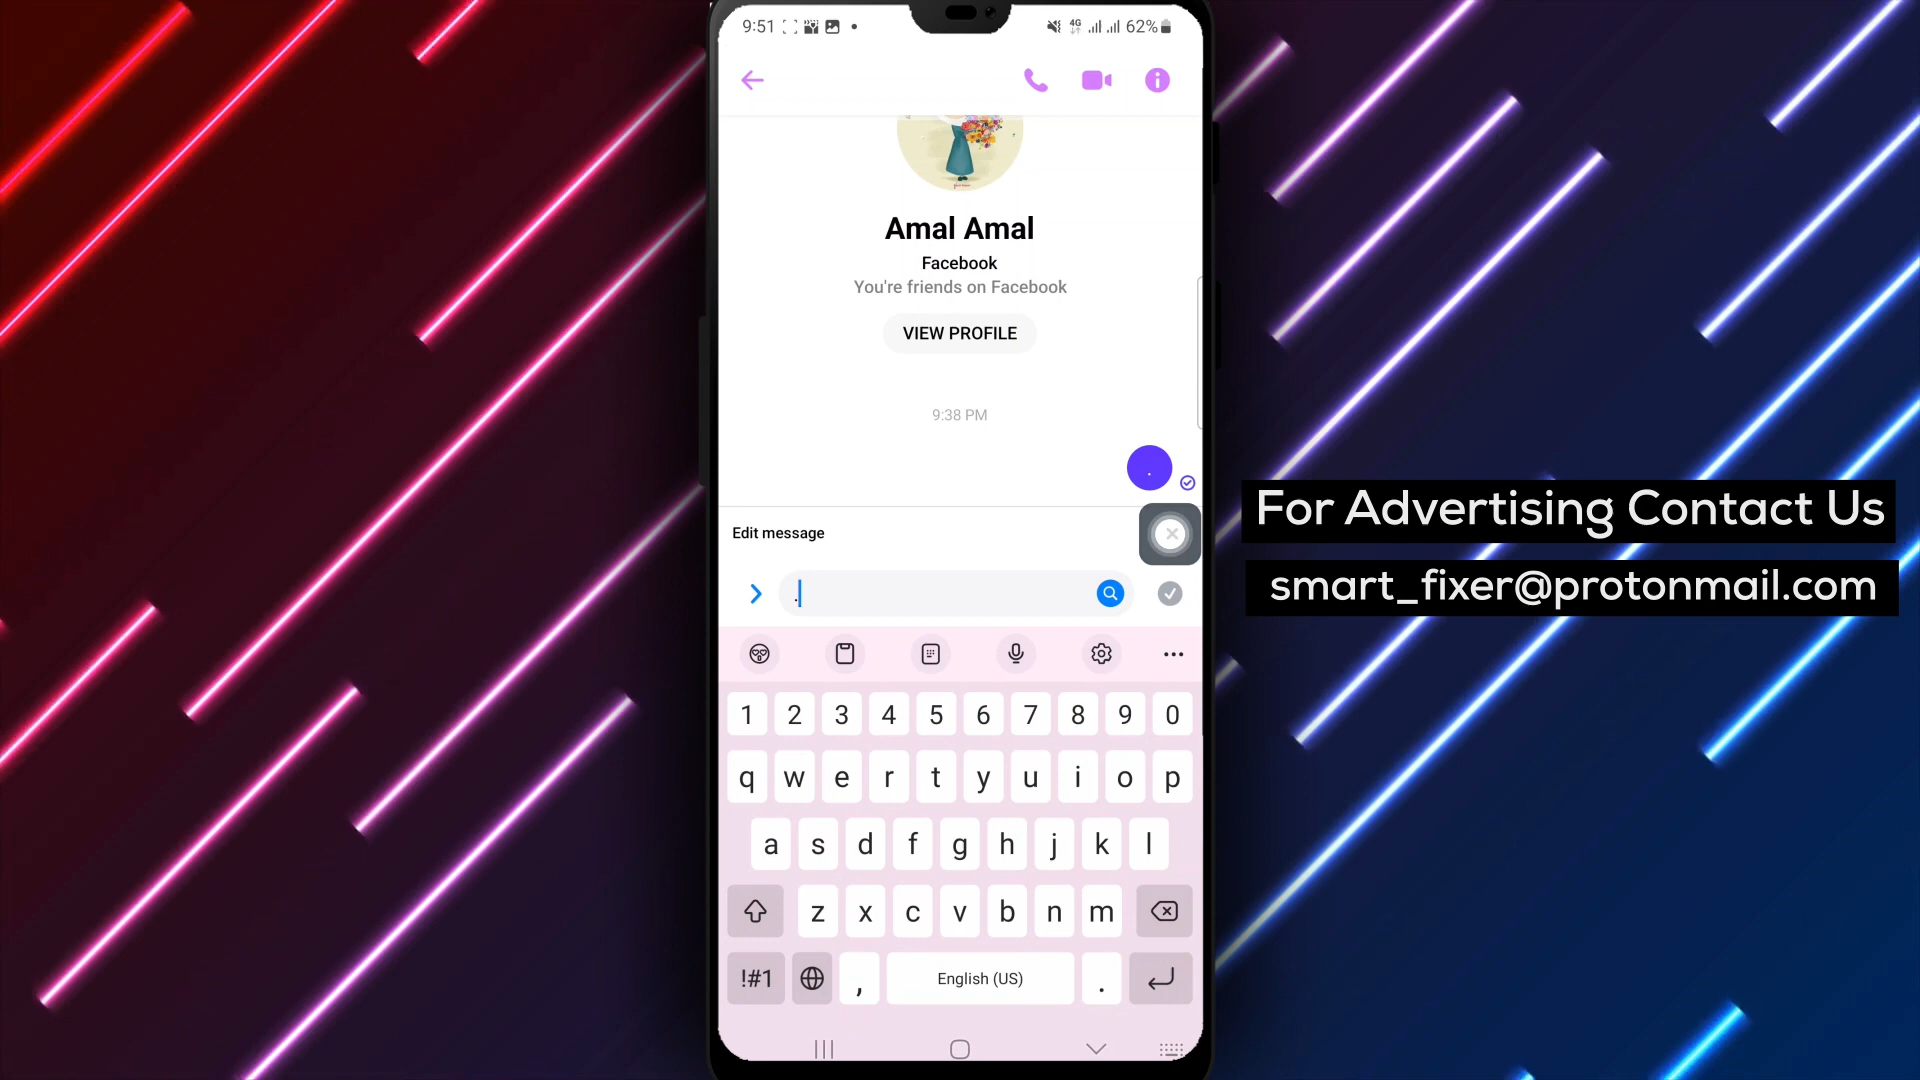 9:51
4G 62%
Amal Amal
Facebook
You're friends on Facebook
VIEW PROFILE
9:38 PM
.
Edit message
.
For Advertising Contact Us
smart_fixer@protonmail.com
1 2 3 4 5 6 7 8 9 0
q w e r t y u i o p
a s d f g h j k l
z x c v b n m
!#1 , English (US) .